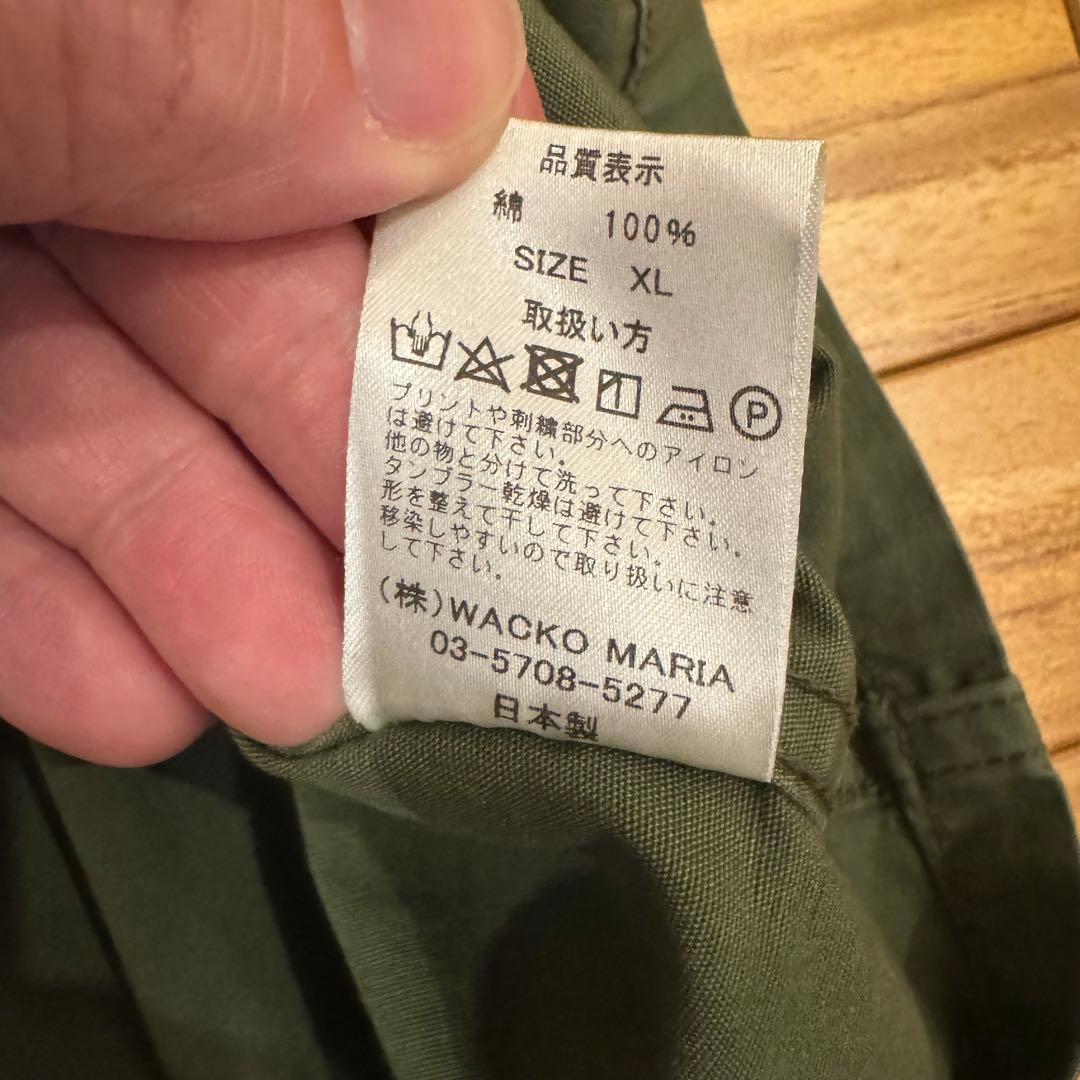 品質表示
綿 100%
SIZE XL
取扱い方
P
プリントや刺繍部分へのアイロン
は避けて下さい。
他の物と分けて洗って下さい。
タンブラー乾燥は避けて下さい。
形を整えて干して下さい。
移染しやすいので取り扱いに注意
して下さい。
(株)WACKO MARIA
03-5708-5277
日本製